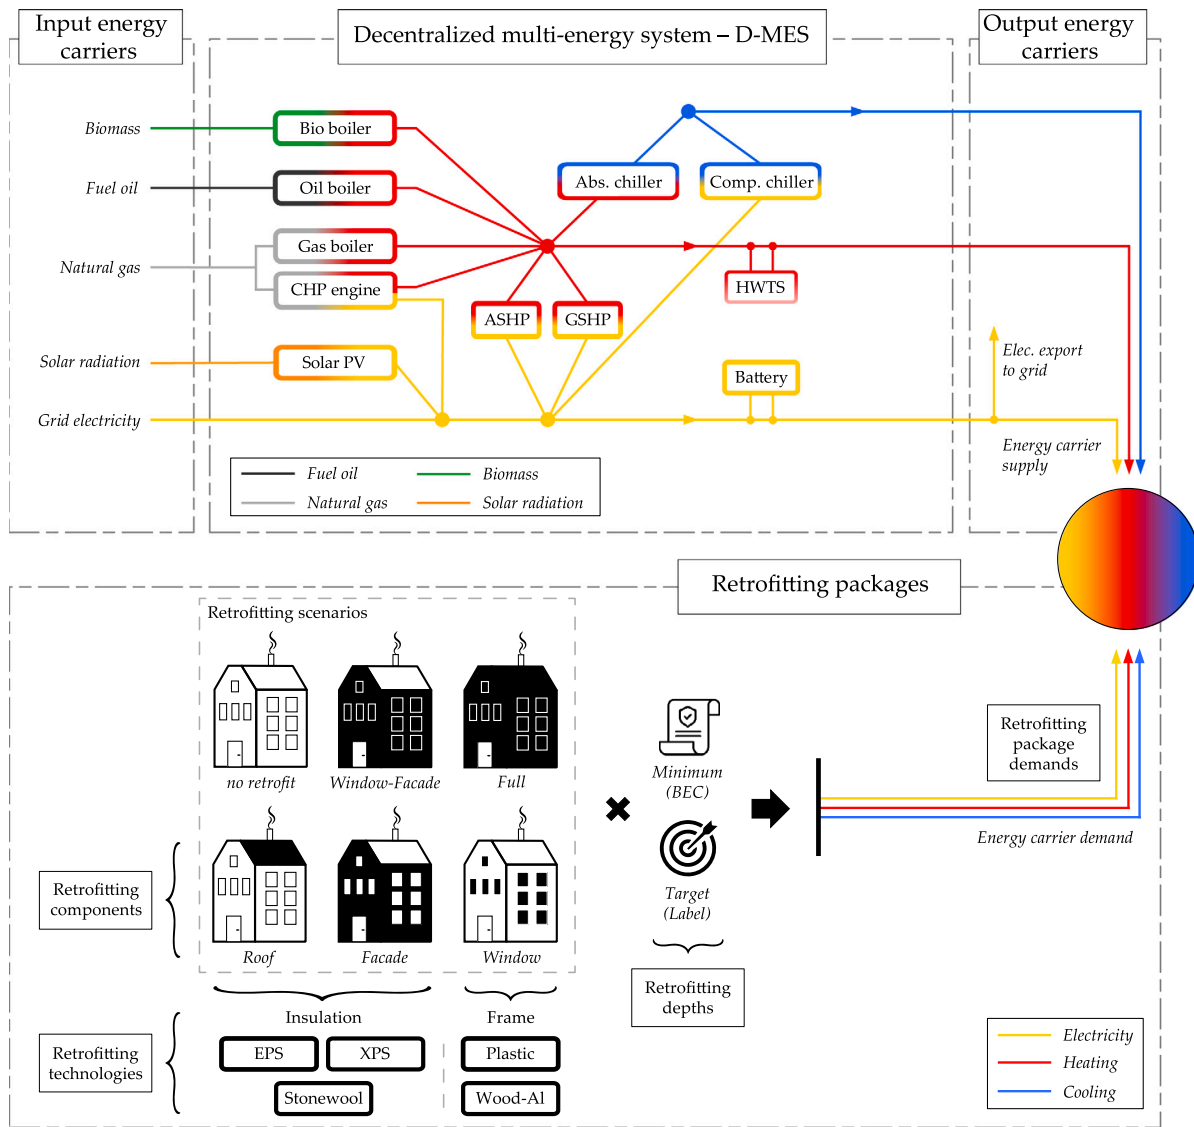 Input energy
carriers
Decentralized multi-energy system – D-MES
Output energy
carriers
Biomass
Fuel oil
Natural gas
Solar radiation
Grid electricity
Bio boiler
Oil boiler
Gas boiler
CHP engine
Solar PV
Abs. chiller
Comp. chiller
ASHP
GSHP
HWTS
Battery
Elec. export
to grid
Energy carrier
supply
Fuel oil
Biomass
Natural gas
Solar radiation
Retrofitting packages
Retrofitting scenarios
no retrofit
Window-Facade
Full
Roof
Facade
Window
Retrofitting
components
Minimum
(BEC)
Target
(Label)
Retrofitting
depths
Retrofitting
package
demands
Energy carrier demand
Insulation
Frame
Retrofitting
technologies
EPS
XPS
Stonewool
Plastic
Wood-Al
Electricity
Heating
Cooling